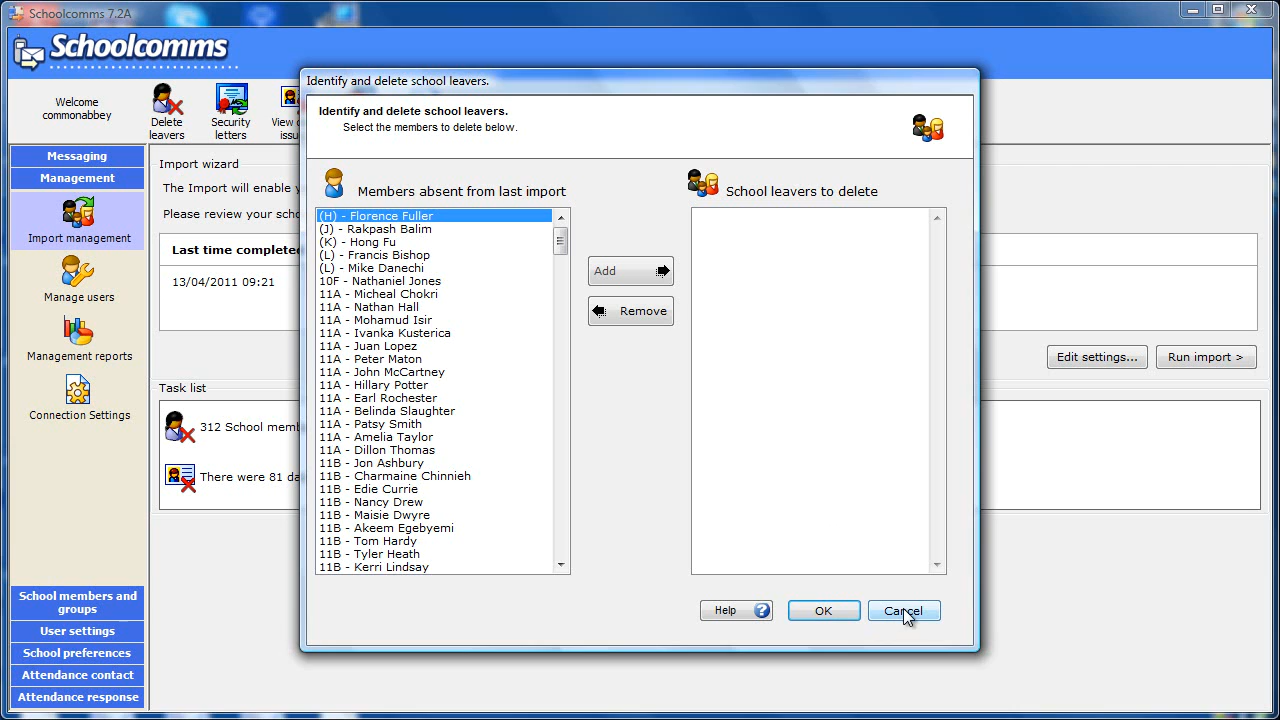 Schoolcomms 7.2A
Schoolcomms
Welcome
commonabbey
Delete
leavers
Security
letters
View
issu
Messaging
Management
Import management
Manage users
Management reports
Connection Settings
School members and
groups
User settings
School preferences
Attendance contact
Attendance response
Import wizard
The Import will enable
Please review your
Last time completed
13/04/2011 09:21
Edit settings...
Run import >
Task list
312 School
There were 81
Identify and delete school leavers.
Identify and delete school leavers.
Select the members to delete below.
Members absent from last import
(H) - Florence Fuller
(J) - Rakpash Balim
(K) - Hong Fu
(L) - Francis Bishop
(L) - Mike Danechi
10F - Nathaniel Jones
11A - Micheal Chokri
11A - Nathan Hall
11A - Mohamud Isir
11A - Ivanka Kusterica
11A - Juan Lopez
11A - Peter Maton
11A - John McCartney
11A - Hillary Potter
11A - Earl Rochester
11A - Belinda Slaughter
11A - Patsy Smith
11A - Amelia Taylor
11A - Dillon Thomas
11B - Jon Ashbury
11B - Charmaine Chinnieh
11B - Edie Currie
11B - Nancy Drew
11B - Maisie Dwyre
11B - Akeem Egebyemi
11B - Tom Hardy
11B - Tyler Heath
11B - Kerri Lindsay
Add
Remove
School leavers to delete
Help
OK
Cancel